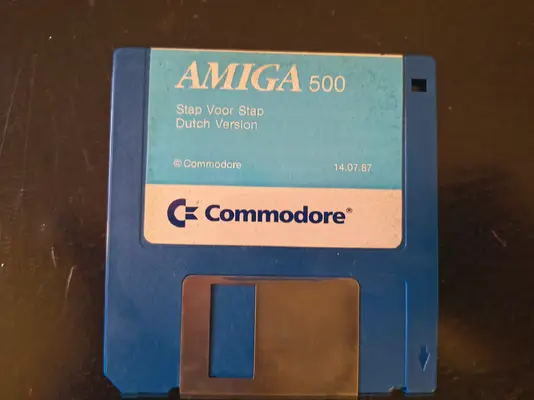 AMIGA 500
Stap Voor Stap
Dutch Version
© Commodore 14.07.87
Commodore®